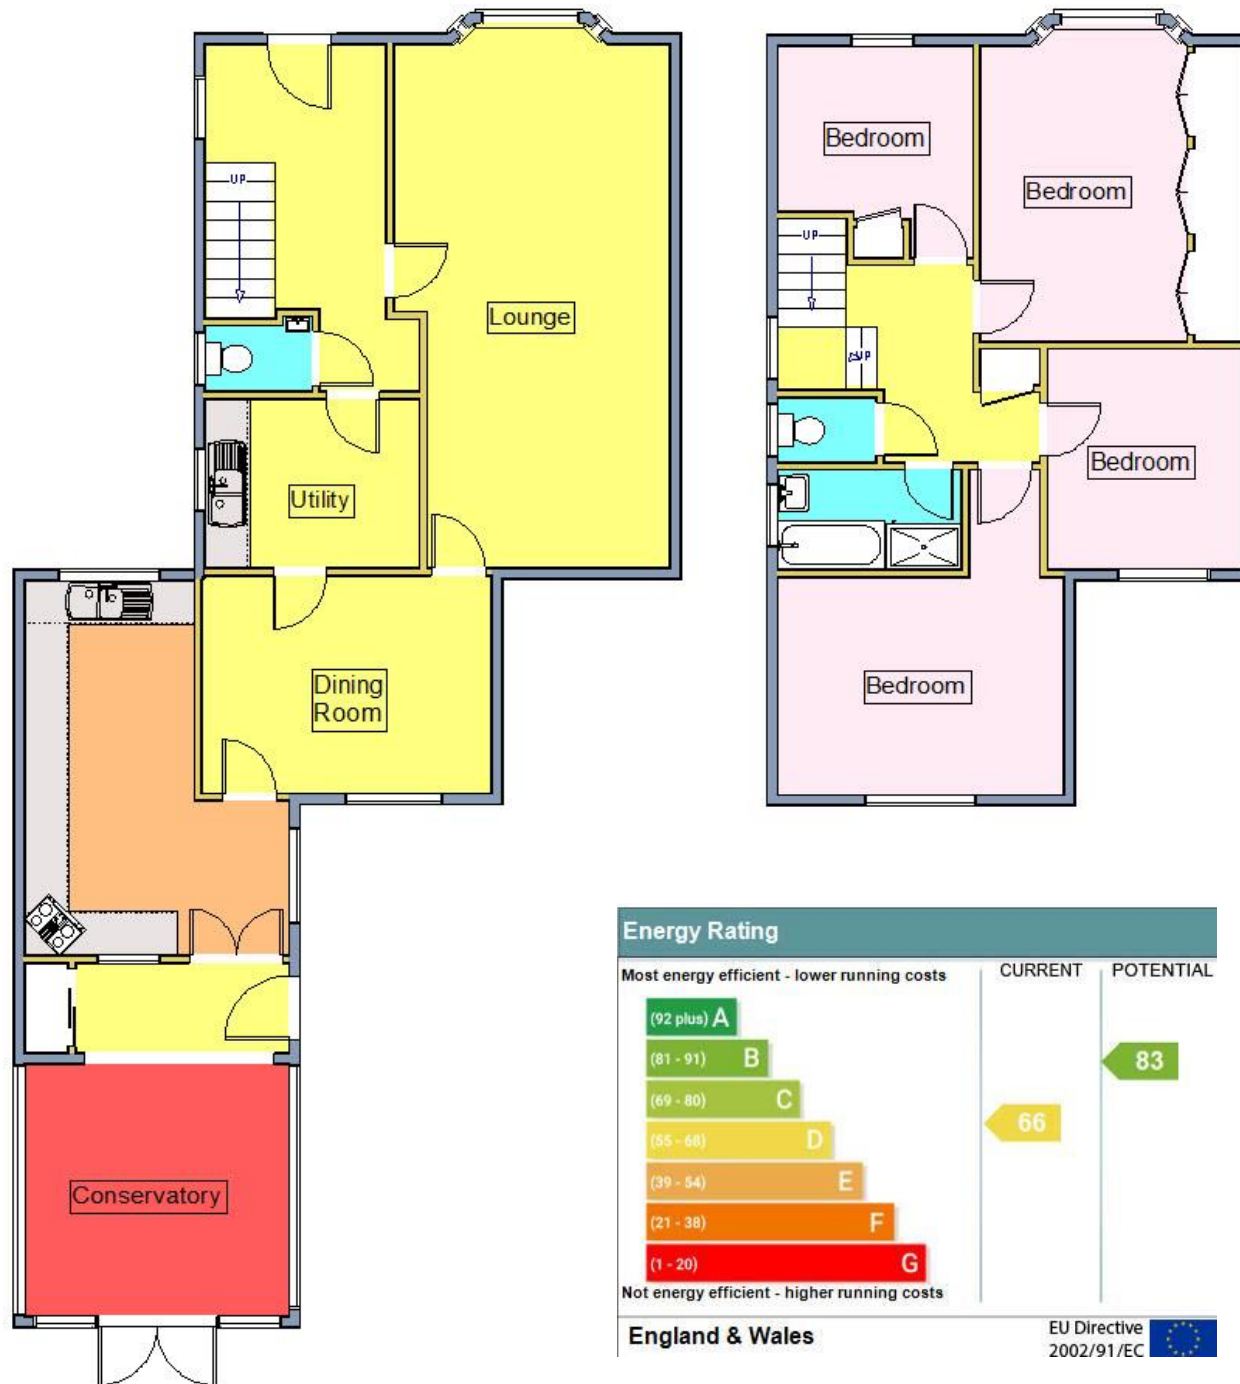 UP
Lounge
Utility
Dining
Room
Conservatory
Bedroom
Bedroom
UP
UP
Bedroom
Bedroom
Energy Rating
Most energy efficient - lower running costs
CURRENT
POTENTIAL
(92 plus) A
(81 - 91) B
(69 - 80) C
(55 - 68) D
(39 - 54) E
(21 - 38) F
(1 - 20) G
83
66
Not energy efficient - higher running costs
England & Wales
EU Directive
2002/91/EC